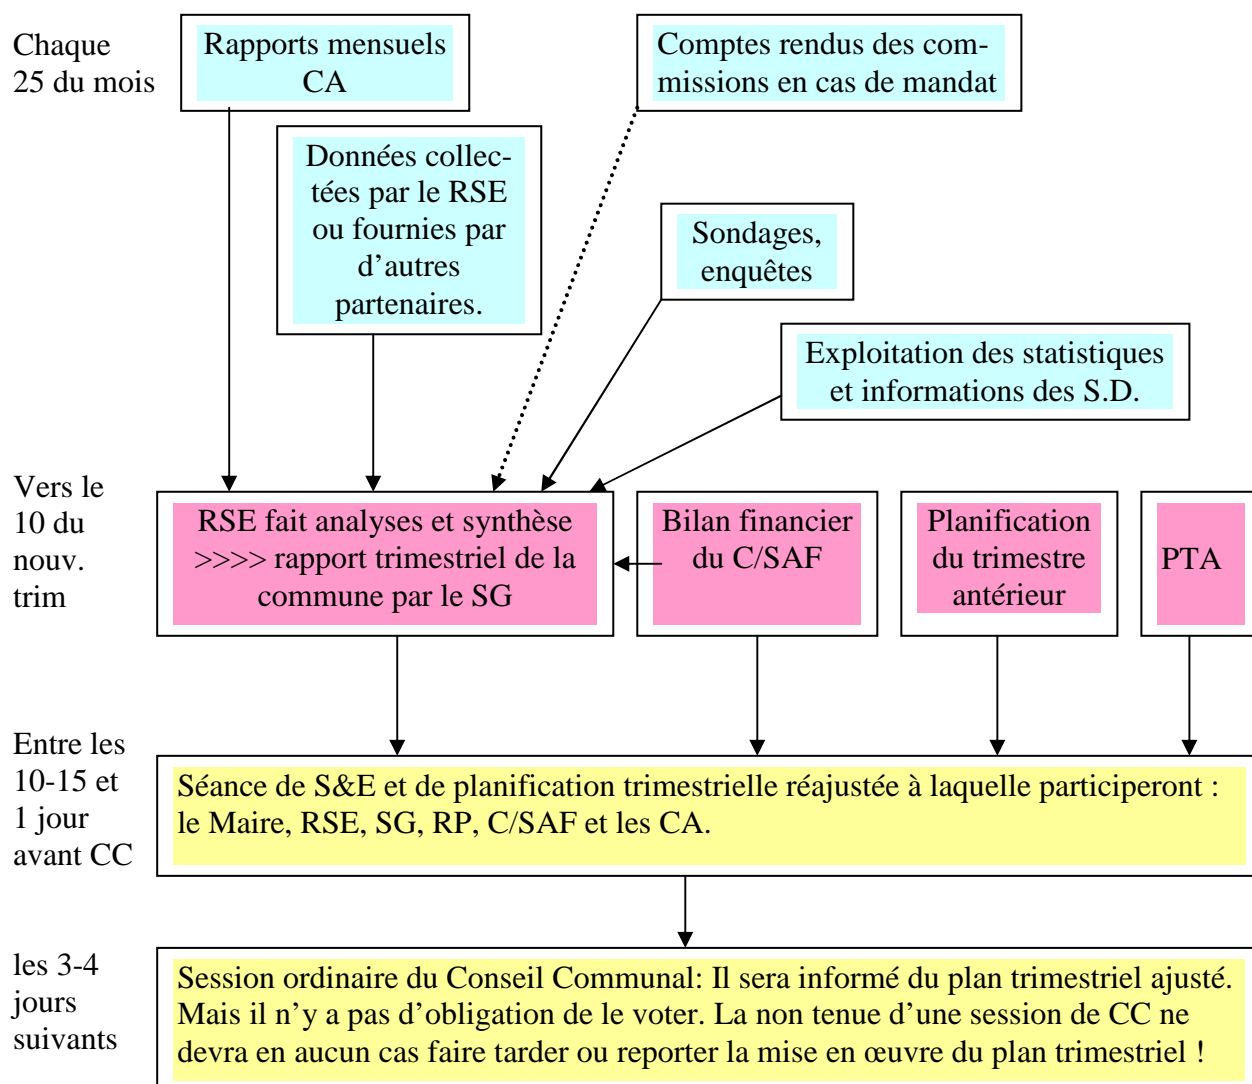 Chaque
25 du mois
Rapports mensuels
CA
Comptes rendus des com-
missions en cas de mandat
Données collec-
tées par le RSE
ou fournies par
d’autres
partenaires.
Sondages,
enquêtes
Exploitation des statistiques
et informations des S.D.
Vers le
10 du
nouv.
trim
RSE fait analyses et synthèse
>>>> rapport trimestriel de la
commune par le SG
Bilan financier
du C/SAF
Planification
du trimestre
antérieur
PTA
Entre les
10-15 et
1 jour
avant CC
Séance de S&E et de planification trimestrielle réajustée à laquelle participeront :
le Maire, RSE, SG, RP, C/SAF et les CA.
les 3-4
jours
suivants
Session ordinaire du Conseil Communal: Il sera informé du plan trimestriel ajusté.
Mais il n’y a pas d’obligation de le voter. La non tenue d’une session de CC ne
devra en aucun cas faire tarder ou reporter la mise en œuvre du plan trimestriel !